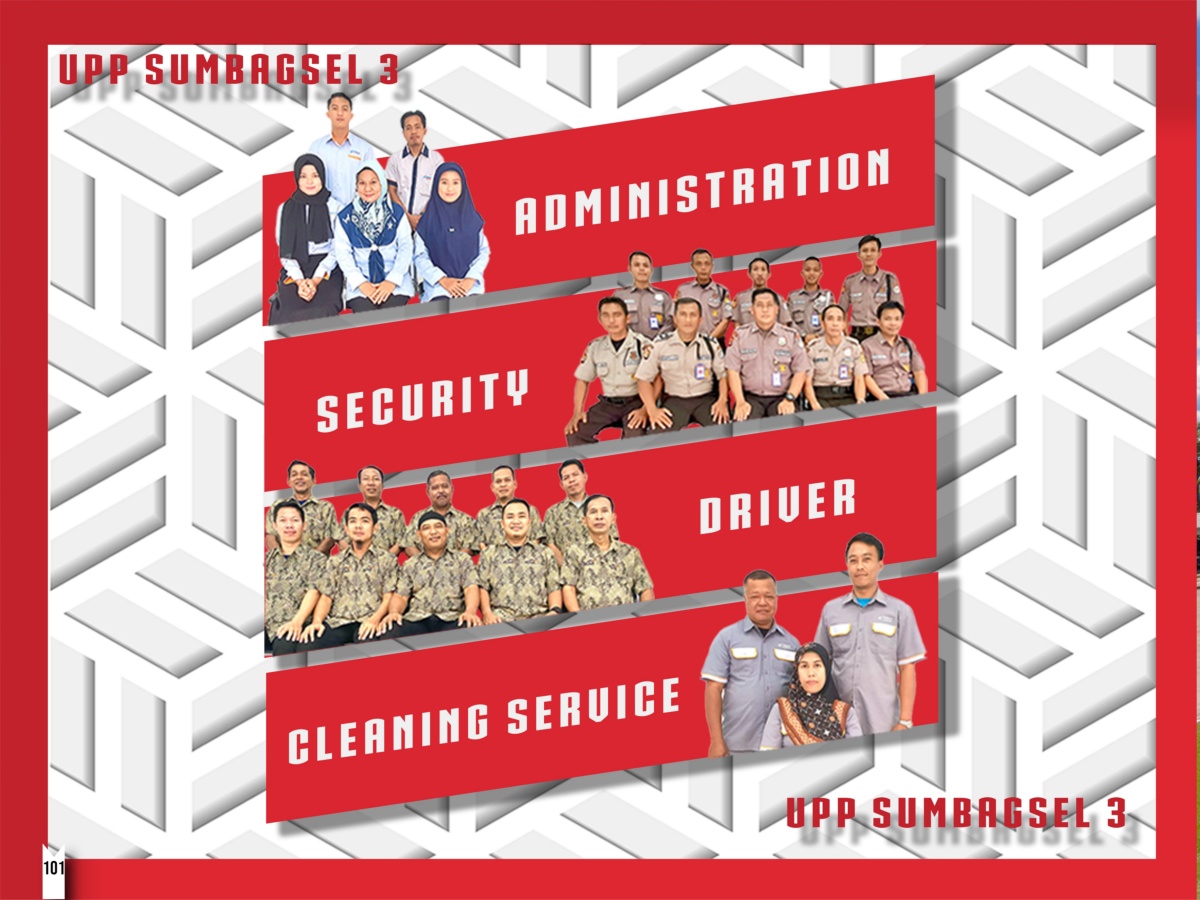 UPP SUMBAGSEL 3
ADMINISTRATION
SECURITY
DRIVER
CLEANING SERVICE
UPP SUMBAGSEL 3
101